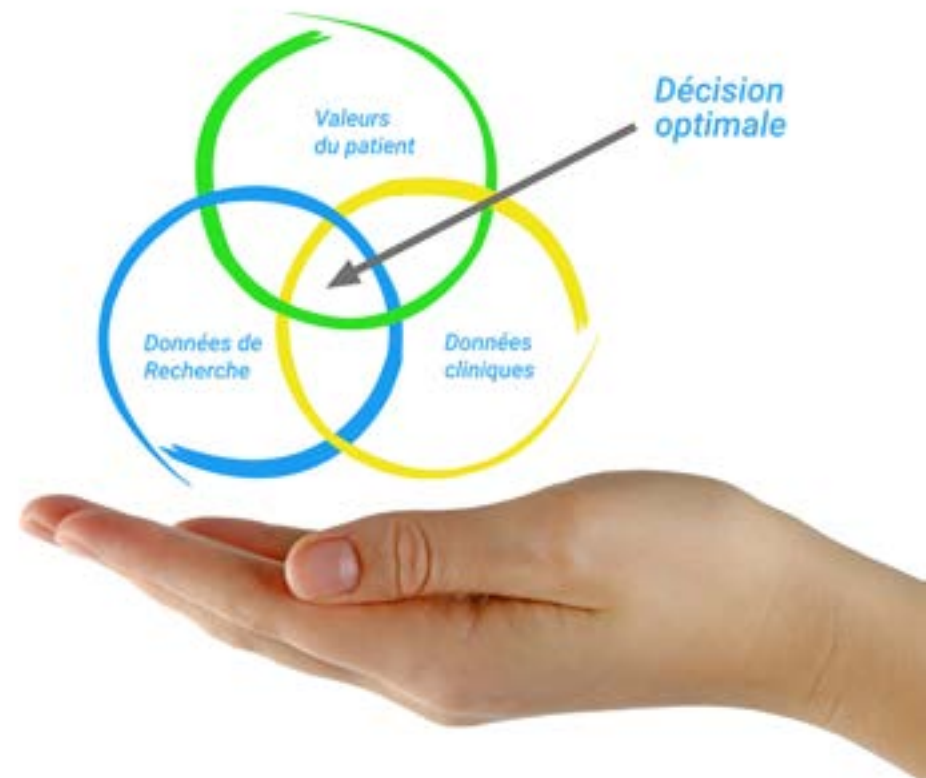 Valeurs
du patient
Décision
optimale
Données de
Recherche
Données
cliniques